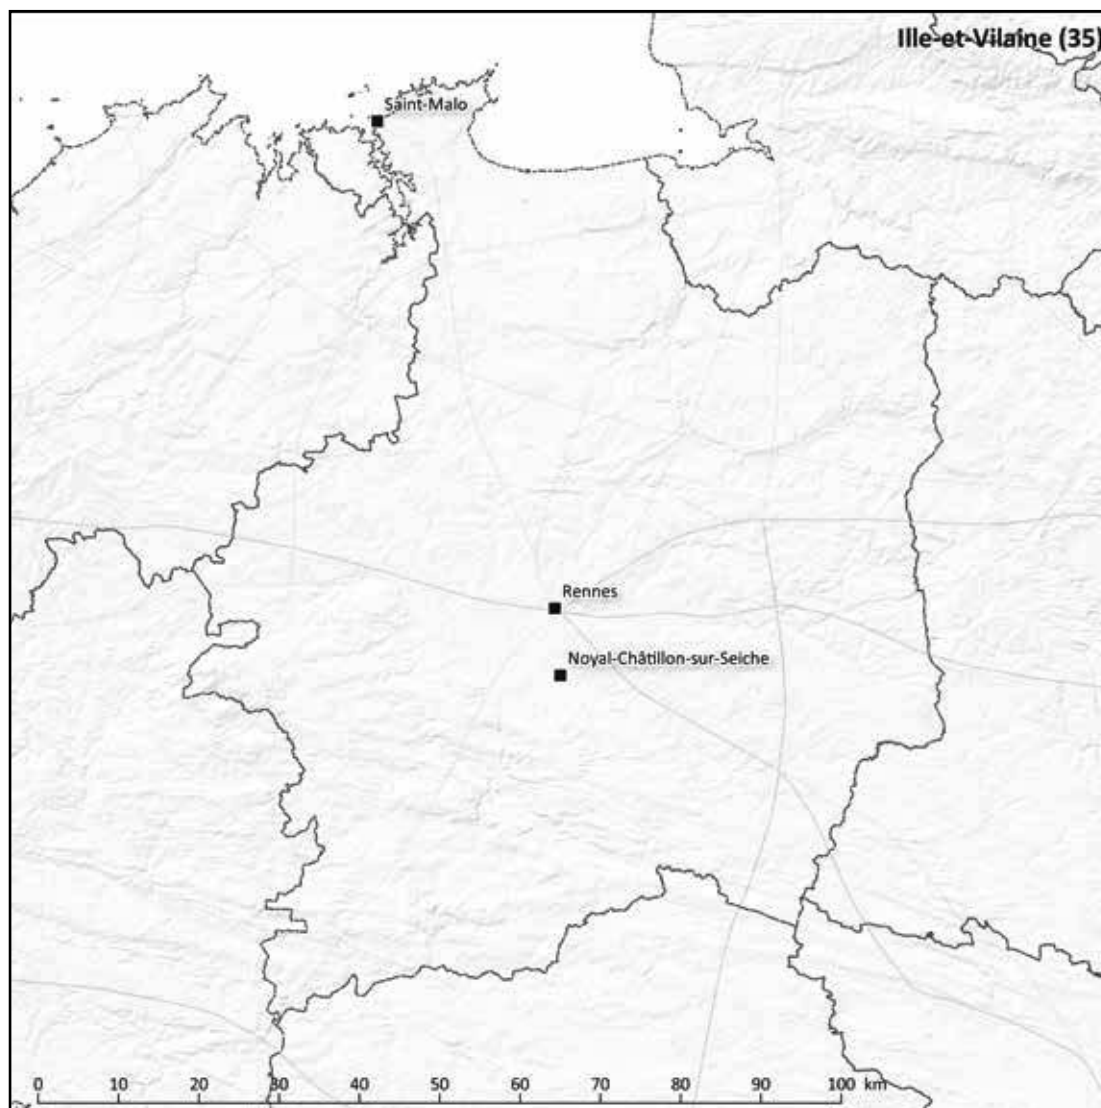 Ille-et-Vilaine (35)
Saint-Malo
Rennes
Noyal-Châtillon-sur-Seiche
0 10 20 30 40 50 60 70 80 90 100 km